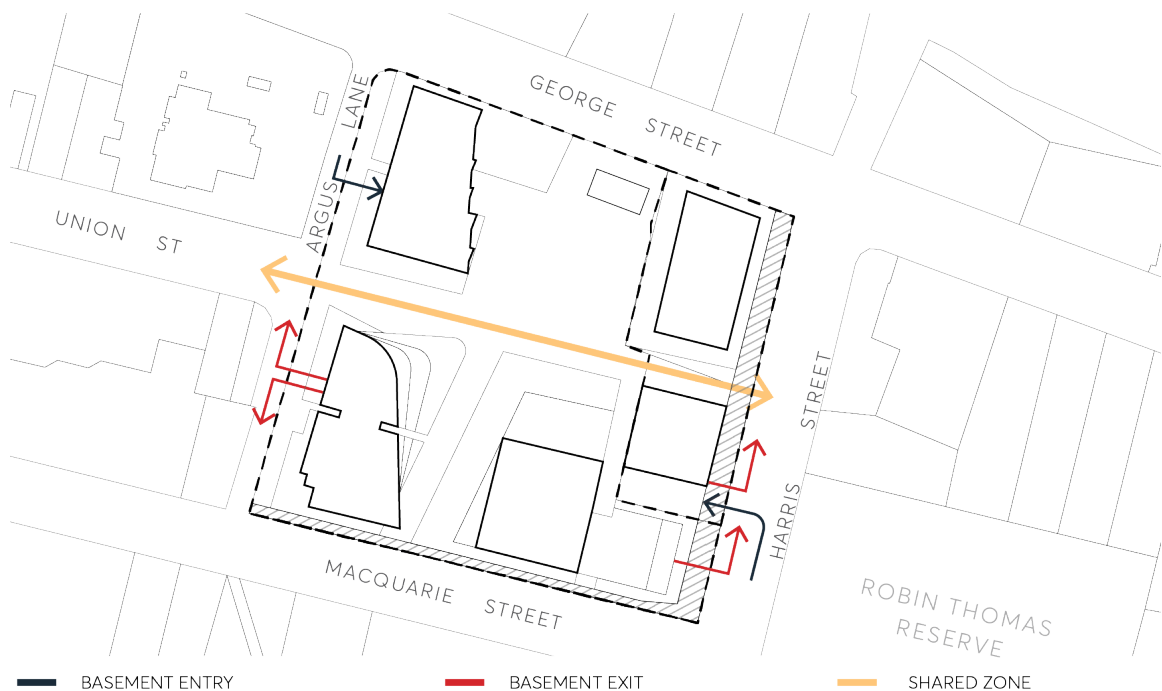 GEORGE STREET
ARGUS LANE
UNION ST
HARRIS STREET
MACQUARIE STREET
ROBIN THOMAS
RESERVE
BASEMENT ENTRY
BASEMENT EXIT
SHARED ZONE